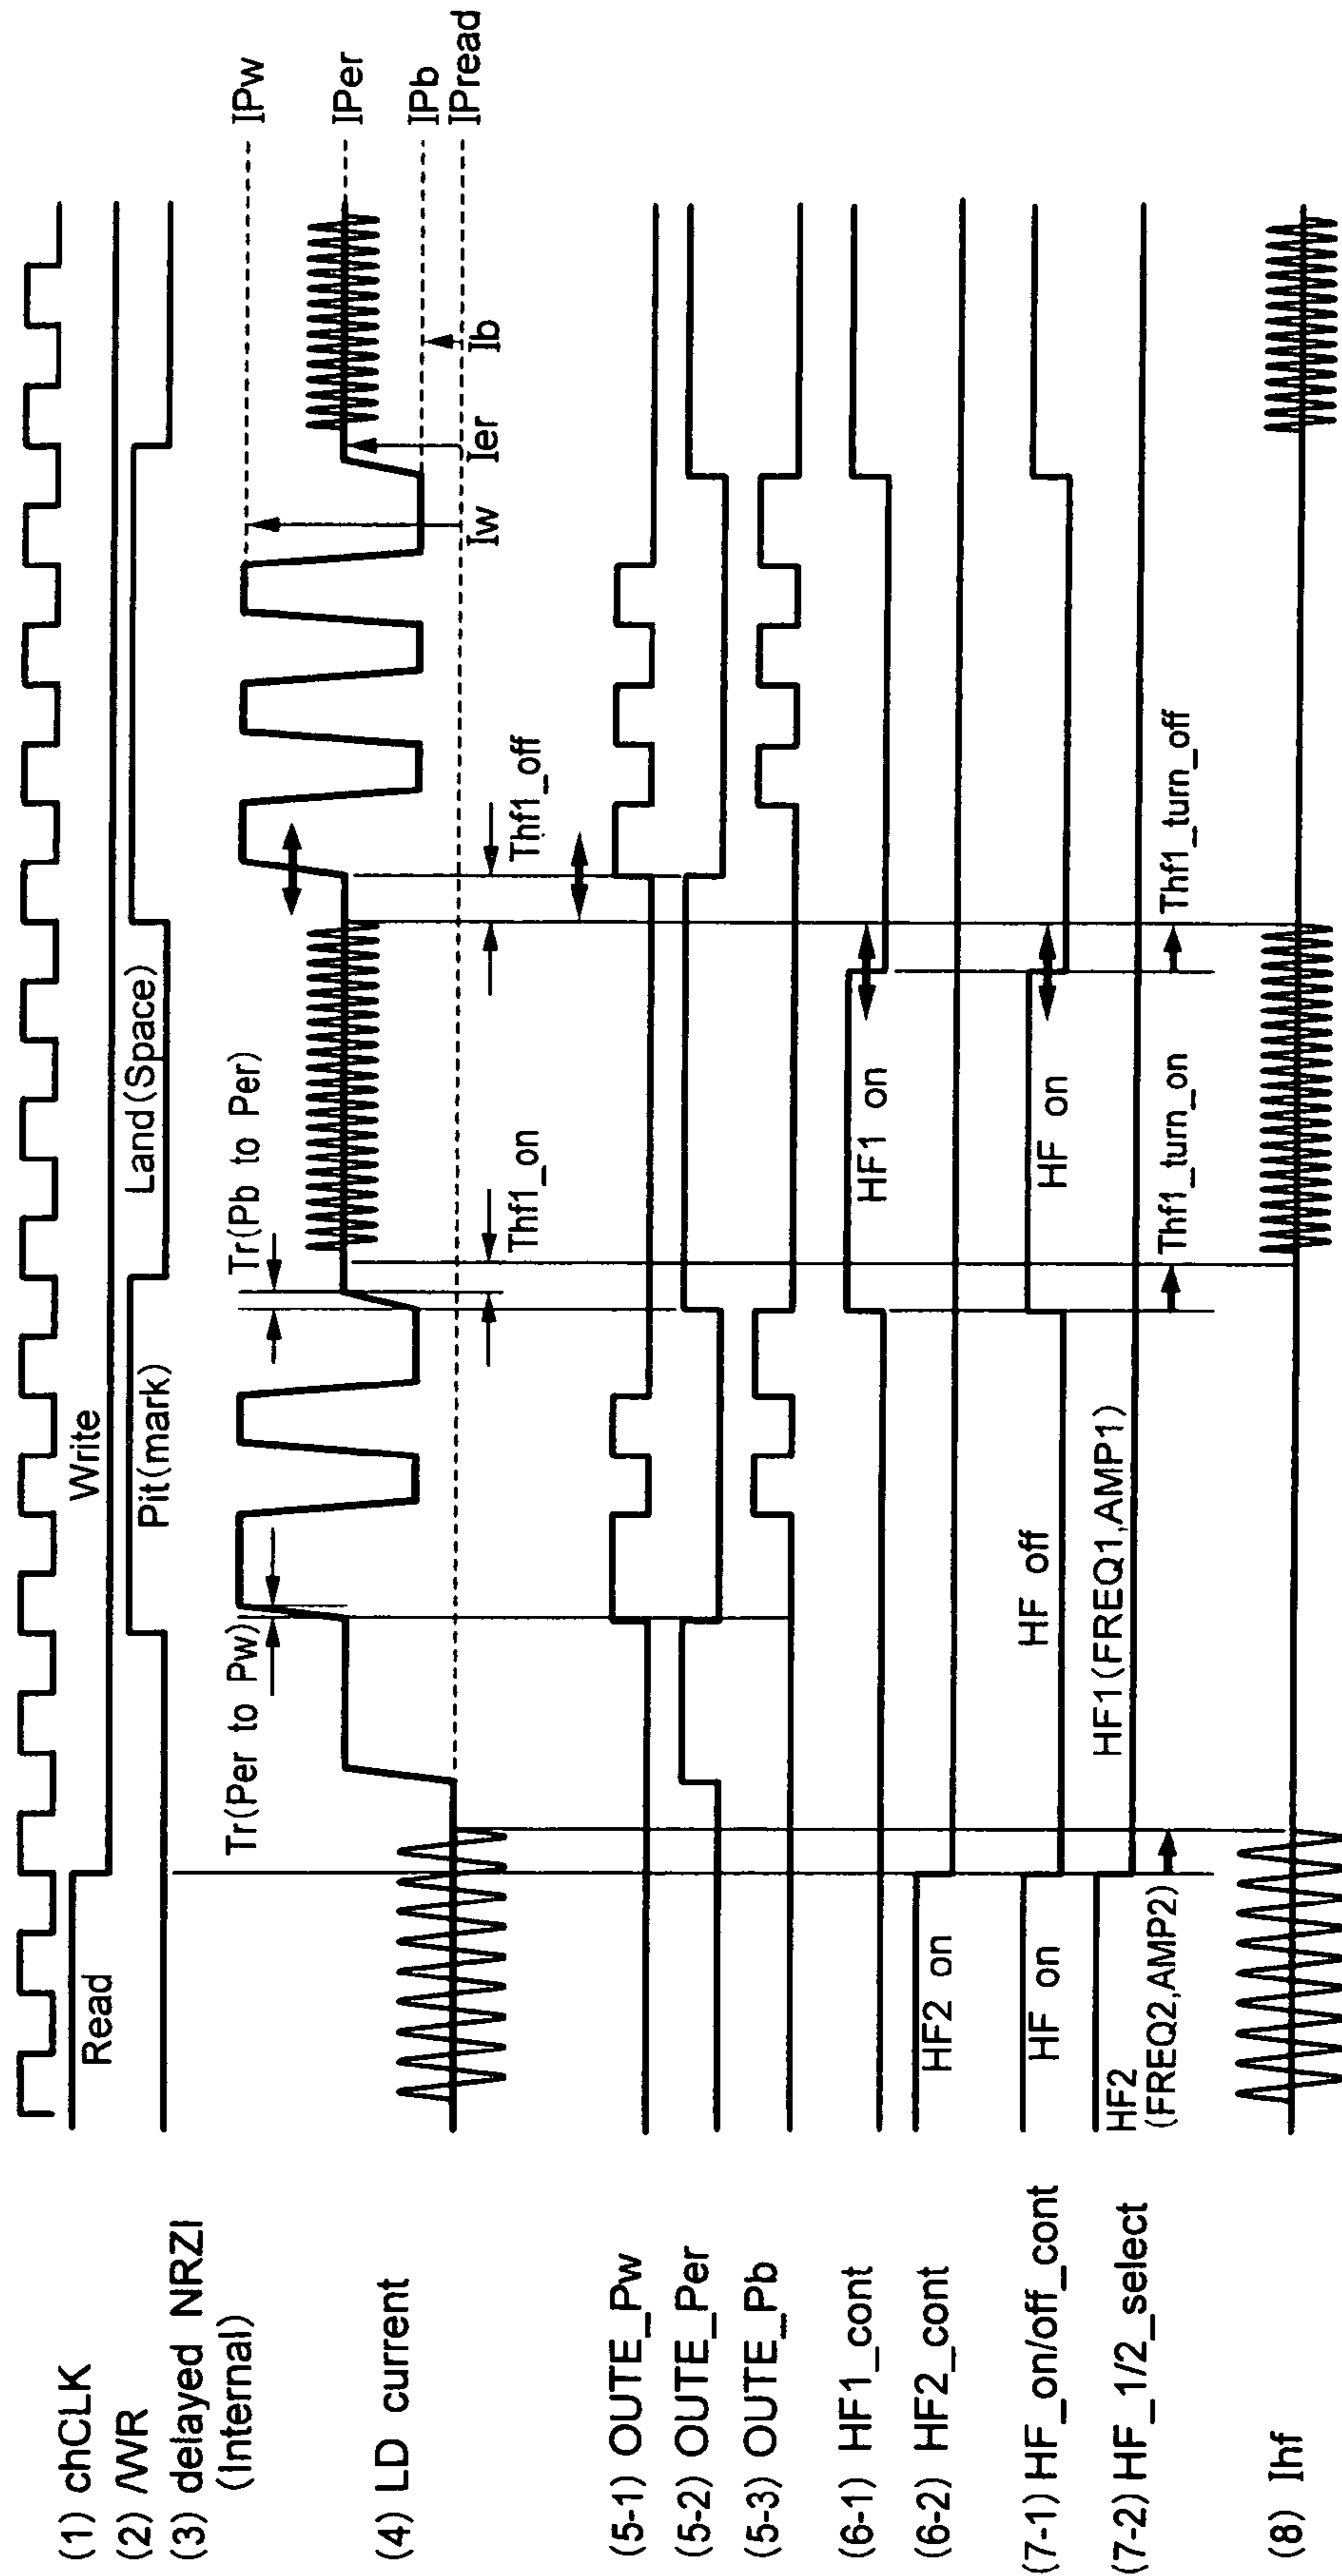 (1) chCLK
(2) /WR
Read
Write
(3) delayed NRZI
(Internal)
Pit(mark)
Land(Space)
(4) LD current
Tr(Per to Pw)
Tr(Pb to Per)
IPw
IPer
IPb
IPread
Thf1_on
Thf1_off
Iw
Ier
Ib
(5-1) OUTE_Pw
(5-2) OUTE_Per
(5-3) OUTE_Pb
(6-1) HF1_cont
HF1 on
(6-2) HF2_cont
HF2 on
(7-1) HF_on/off_cont
HF on
HF off
HF on
(7-2) HF_1/2_select
HF2
(FREQ2,AMP2)
HF1(FREQ1,AMP1)
Thf1_turn_on
Thf1_turn_off
(8) Ihf